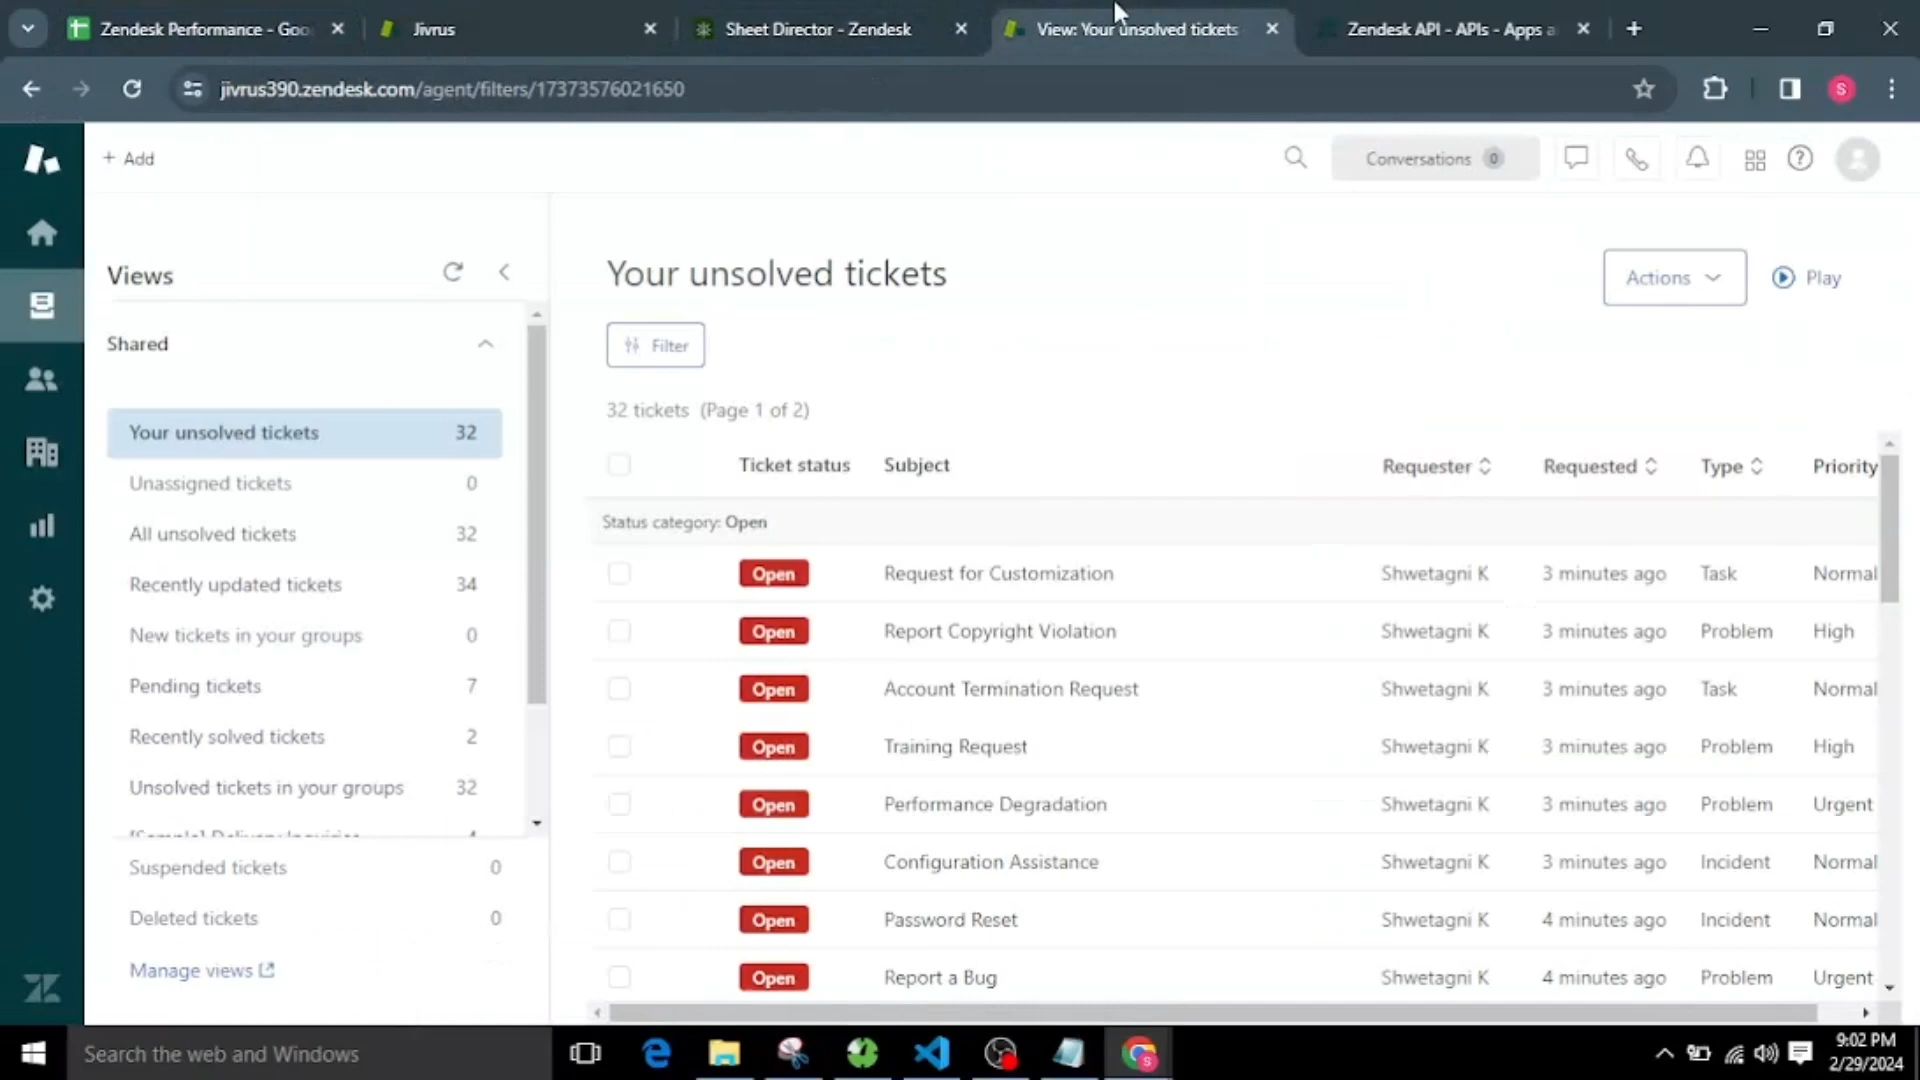 Zendesk Performance - Goo
Jivrus
Sheet Director - Zendesk
View: Your unsolved tickets
Zendesk API - APIs - Apps a
jivrus390.zendesk.com/agent/filters/17373576021650
S
+ Add
Conversations 0
Views
Shared
Your unsolved tickets 32
Unassigned tickets 0
All unsolved tickets 32
Recently updated tickets 34
New tickets in your groups 0
Pending tickets 7
Recently solved tickets 2
Unsolved tickets in your groups 32
[Sample] Delivery Inquiries 4
Suspended tickets 0
Deleted tickets 0
Manage views
Your unsolved tickets
Actions
Play
Filter
32 tickets (Page 1 of 2)
Ticket status Subject Requester Requested Type Priority
Status category: Open
Open Request for Customization Shwetagni K 3 minutes ago Task Normal
Open Report Copyright Violation Shwetagni K 3 minutes ago Problem High
Open Account Termination Request Shwetagni K 3 minutes ago Task Normal
Open Training Request Shwetagni K 3 minutes ago Problem High
Open Performance Degradation Shwetagni K 3 minutes ago Problem Urgent
Open Configuration Assistance Shwetagni K 3 minutes ago Incident Normal
Open Password Reset Shwetagni K 4 minutes ago Incident Normal
Open Report a Bug Shwetagni K 4 minutes ago Problem Urgent
Search the web and Windows
9:02 PM
2/29/2024